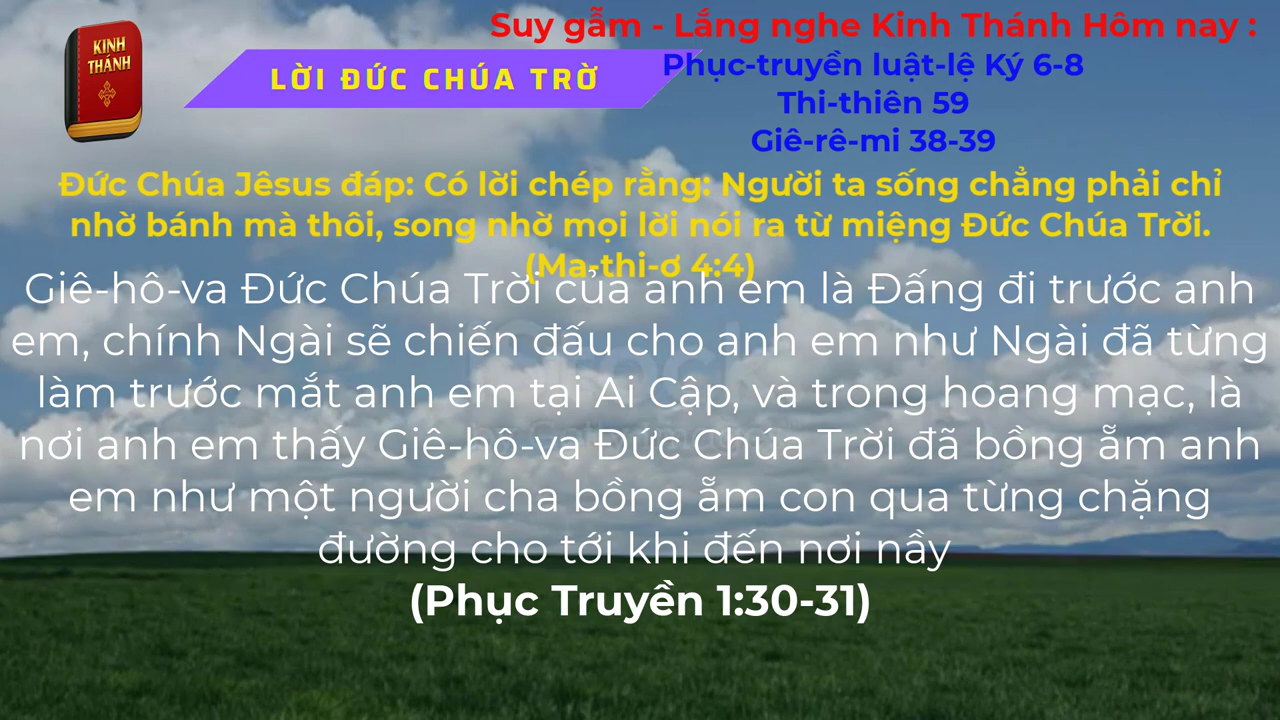 KINH
THÁNH
LỜI ĐỨC CHÚA TRỜ
Suy gẫm - Lắng nghe Kinh Thánh Hôm nay :
Phục-truyền luật-lệ Ký 6-8
Thi-thiên 59
Giê-rê-mi 38-39
Đức Chúa Jêsus đáp: Có lời chép rằng: Người ta sống chẳng phải chỉ
nhờ bánh mà thôi, song nhờ mọi lời nói ra từ miệng Đức Chúa Trời.
(Ma-thi-ơ 4:4)
Giê-hô-va Đức Chúa Trời của anh em là Đấng đi trước anh
em, chính Ngài sẽ chiến đấu cho anh em như Ngài đã từng
làm trước mắt anh em tại Ai Cập, và trong hoang mạc, là
nơi anh em thấy Giê-hô-va Đức Chúa Trời đã bồng ẵm anh
em như một người cha bồng ẵm con qua từng chặng
đường cho tới khi đến nơi nầy
(Phục Truyền 1:30-31)